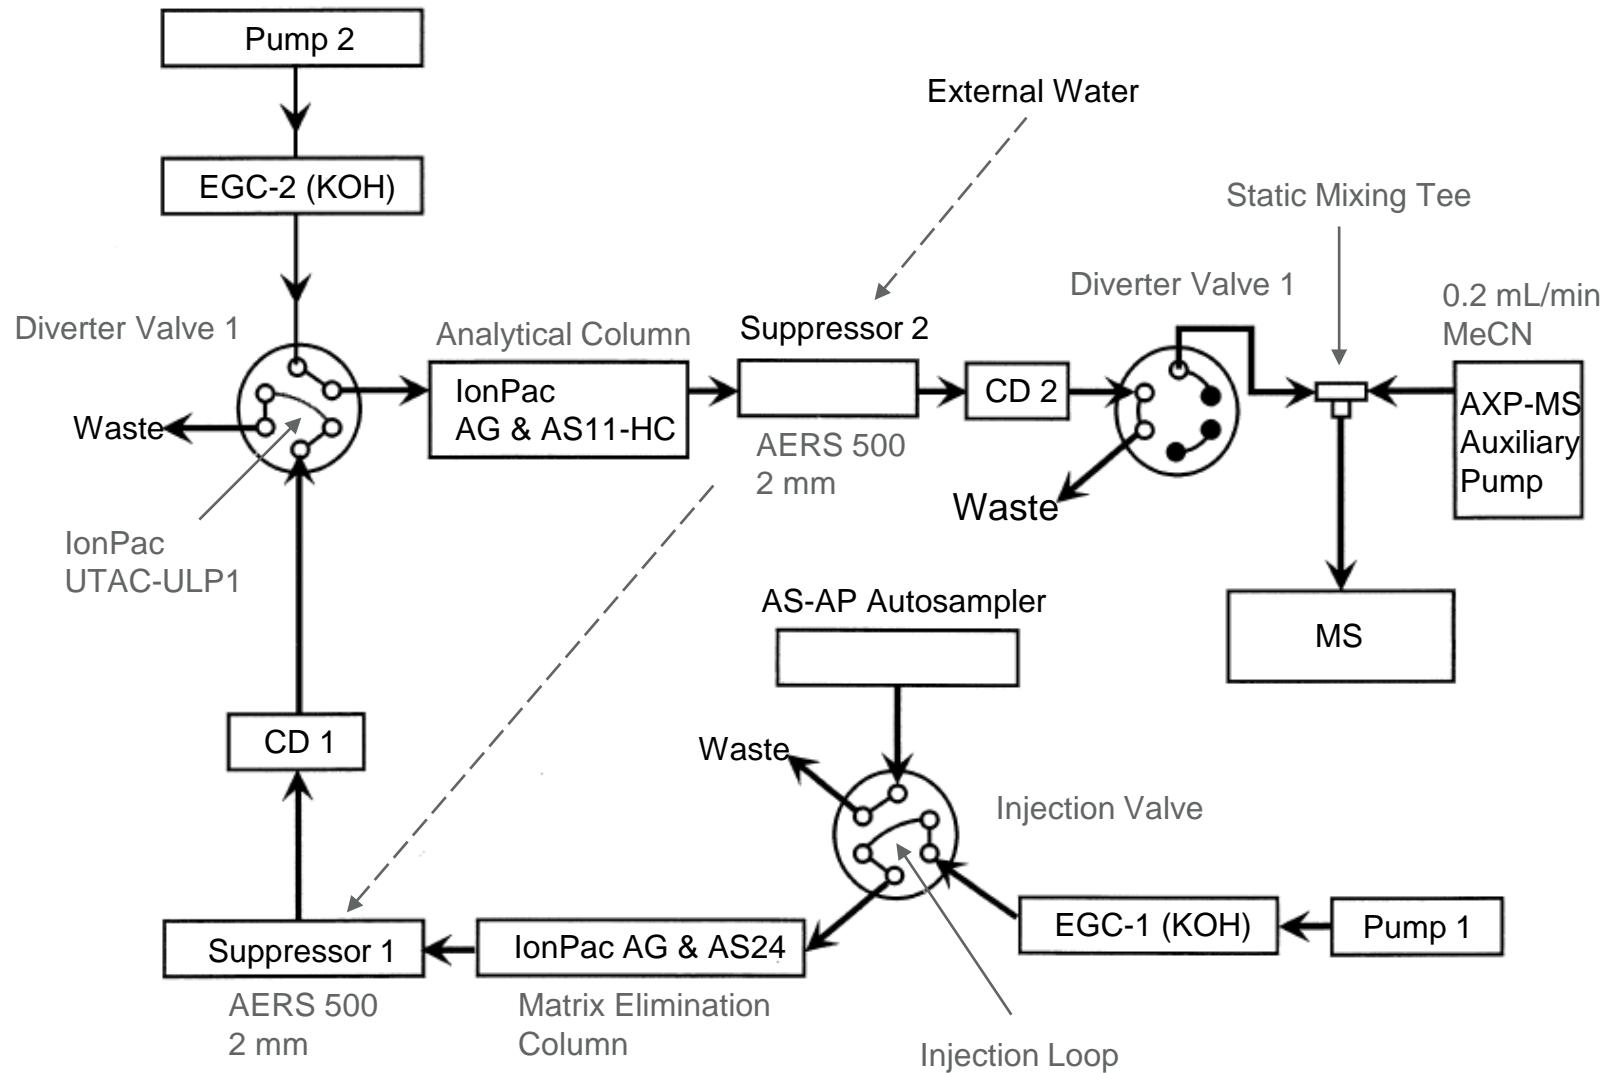 Pump 2
External Water
EGC-2 (KOH)
Static Mixing Tee
Diverter Valve 1
0.2 mL/min
MeCN
Diverter Valve 1
Analytical Column
Suppressor 2
IonPac
AG & AS11-HC
CD 2
AXP-MS
Auxiliary
Pump
Waste
AERS 500
2 mm
Waste
IonPac
UTAC-ULP1
AS-AP Autosampler
MS
CD 1
Waste
Injection Valve
Suppressor 1
IonPac AG & AS24
EGC-1 (KOH)
Pump 1
AERS 500
2 mm
Matrix Elimination
Column
Injection Loop